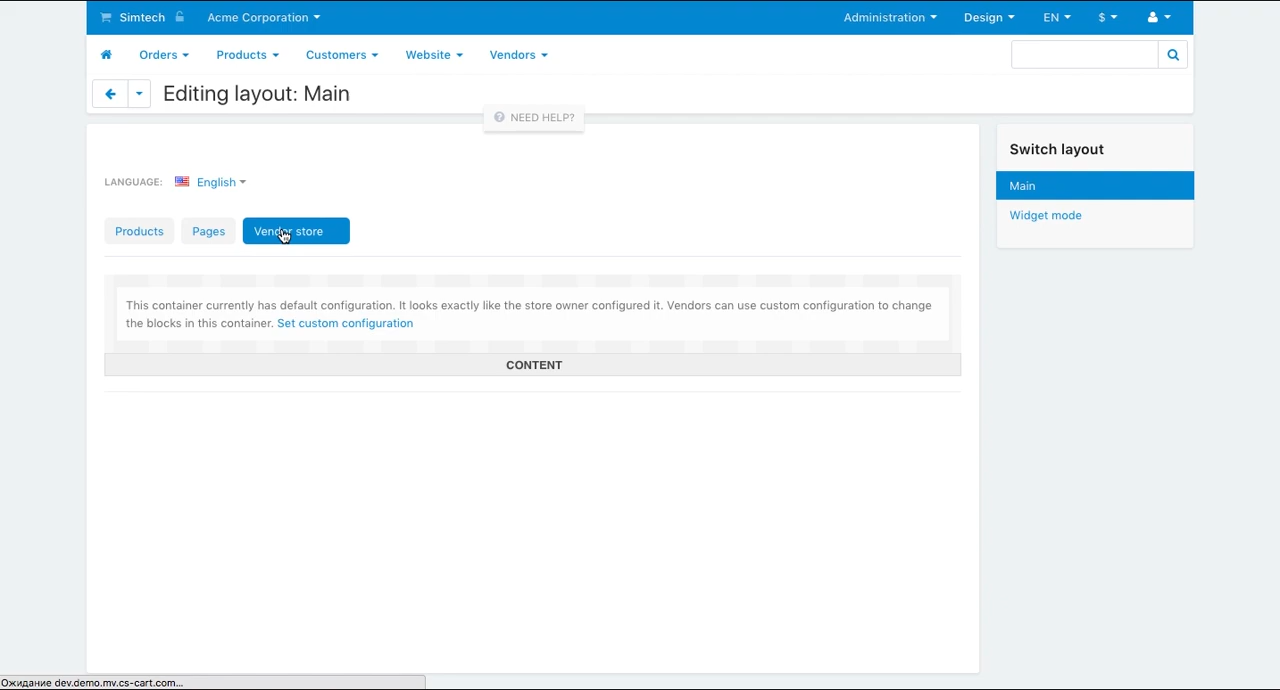 Simtech Acme Corporation Administration Design EN $
Orders Products Customers Website Vendors
Editing layout: Main
NEED HELP?
Switch layout
Main
Widget mode
LANGUAGE: English
Products Pages Vendor store
This container currently has default configuration. It looks exactly like the store owner configured it. Vendors can use custom configuration to change
the blocks in this container. Set custom configuration
CONTENT
Ожидание dev.demo.mv.cs-cart.com...